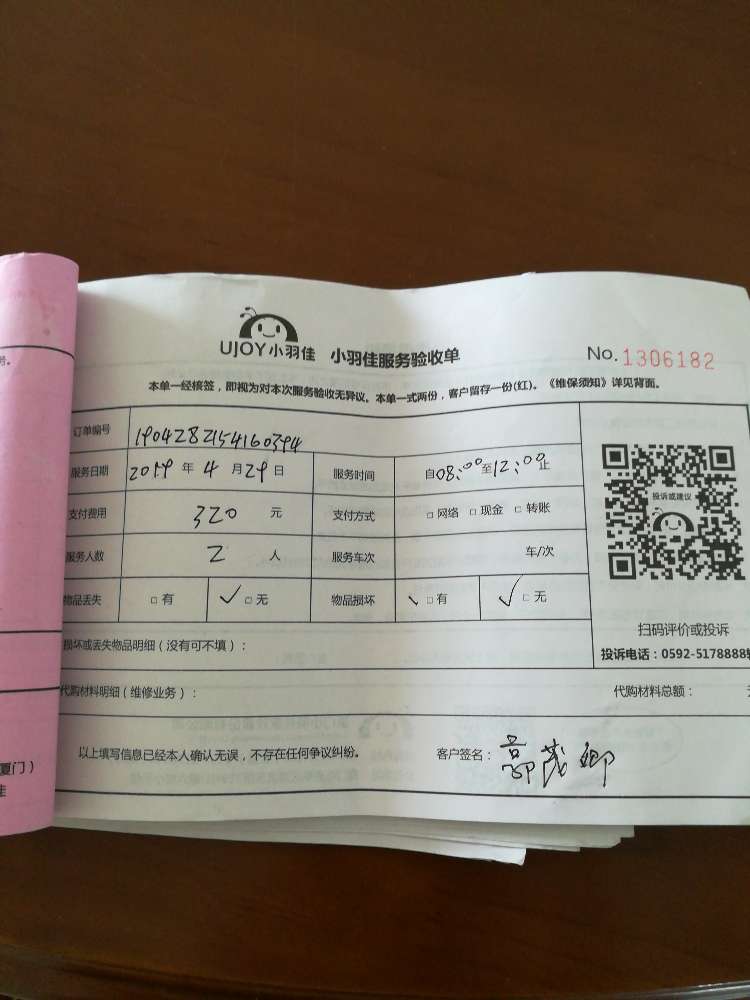 号。
UJOY小羽佳 小羽佳服务验收单 No. 1306182
本单一经核签，即视为对本次服务验收无异议。本单一式两份，客户留存一份(红)。《维保须知》详见背面。
订单编号 1904282154160394
服务日期 2019 年 4 月 29 日 服务时间 自08:00至12:00止
支付费用 320 元 支付方式 □网络 □现金 □转账
服务人数 2 人 服务车次 车/次
物品丢失 □有 ✓□无 物品损坏 ✓□有 ✓□无
投诉或建议
扫码评价或投诉
投诉电话：0592-5178888
损坏或丢失物品明细（没有可不填）：
代购材料明细（维修业务）： 代购材料总额：
以上填写信息已经本人确认无误，不存在任何争议纠纷。 客户签名：
厦门）
佳